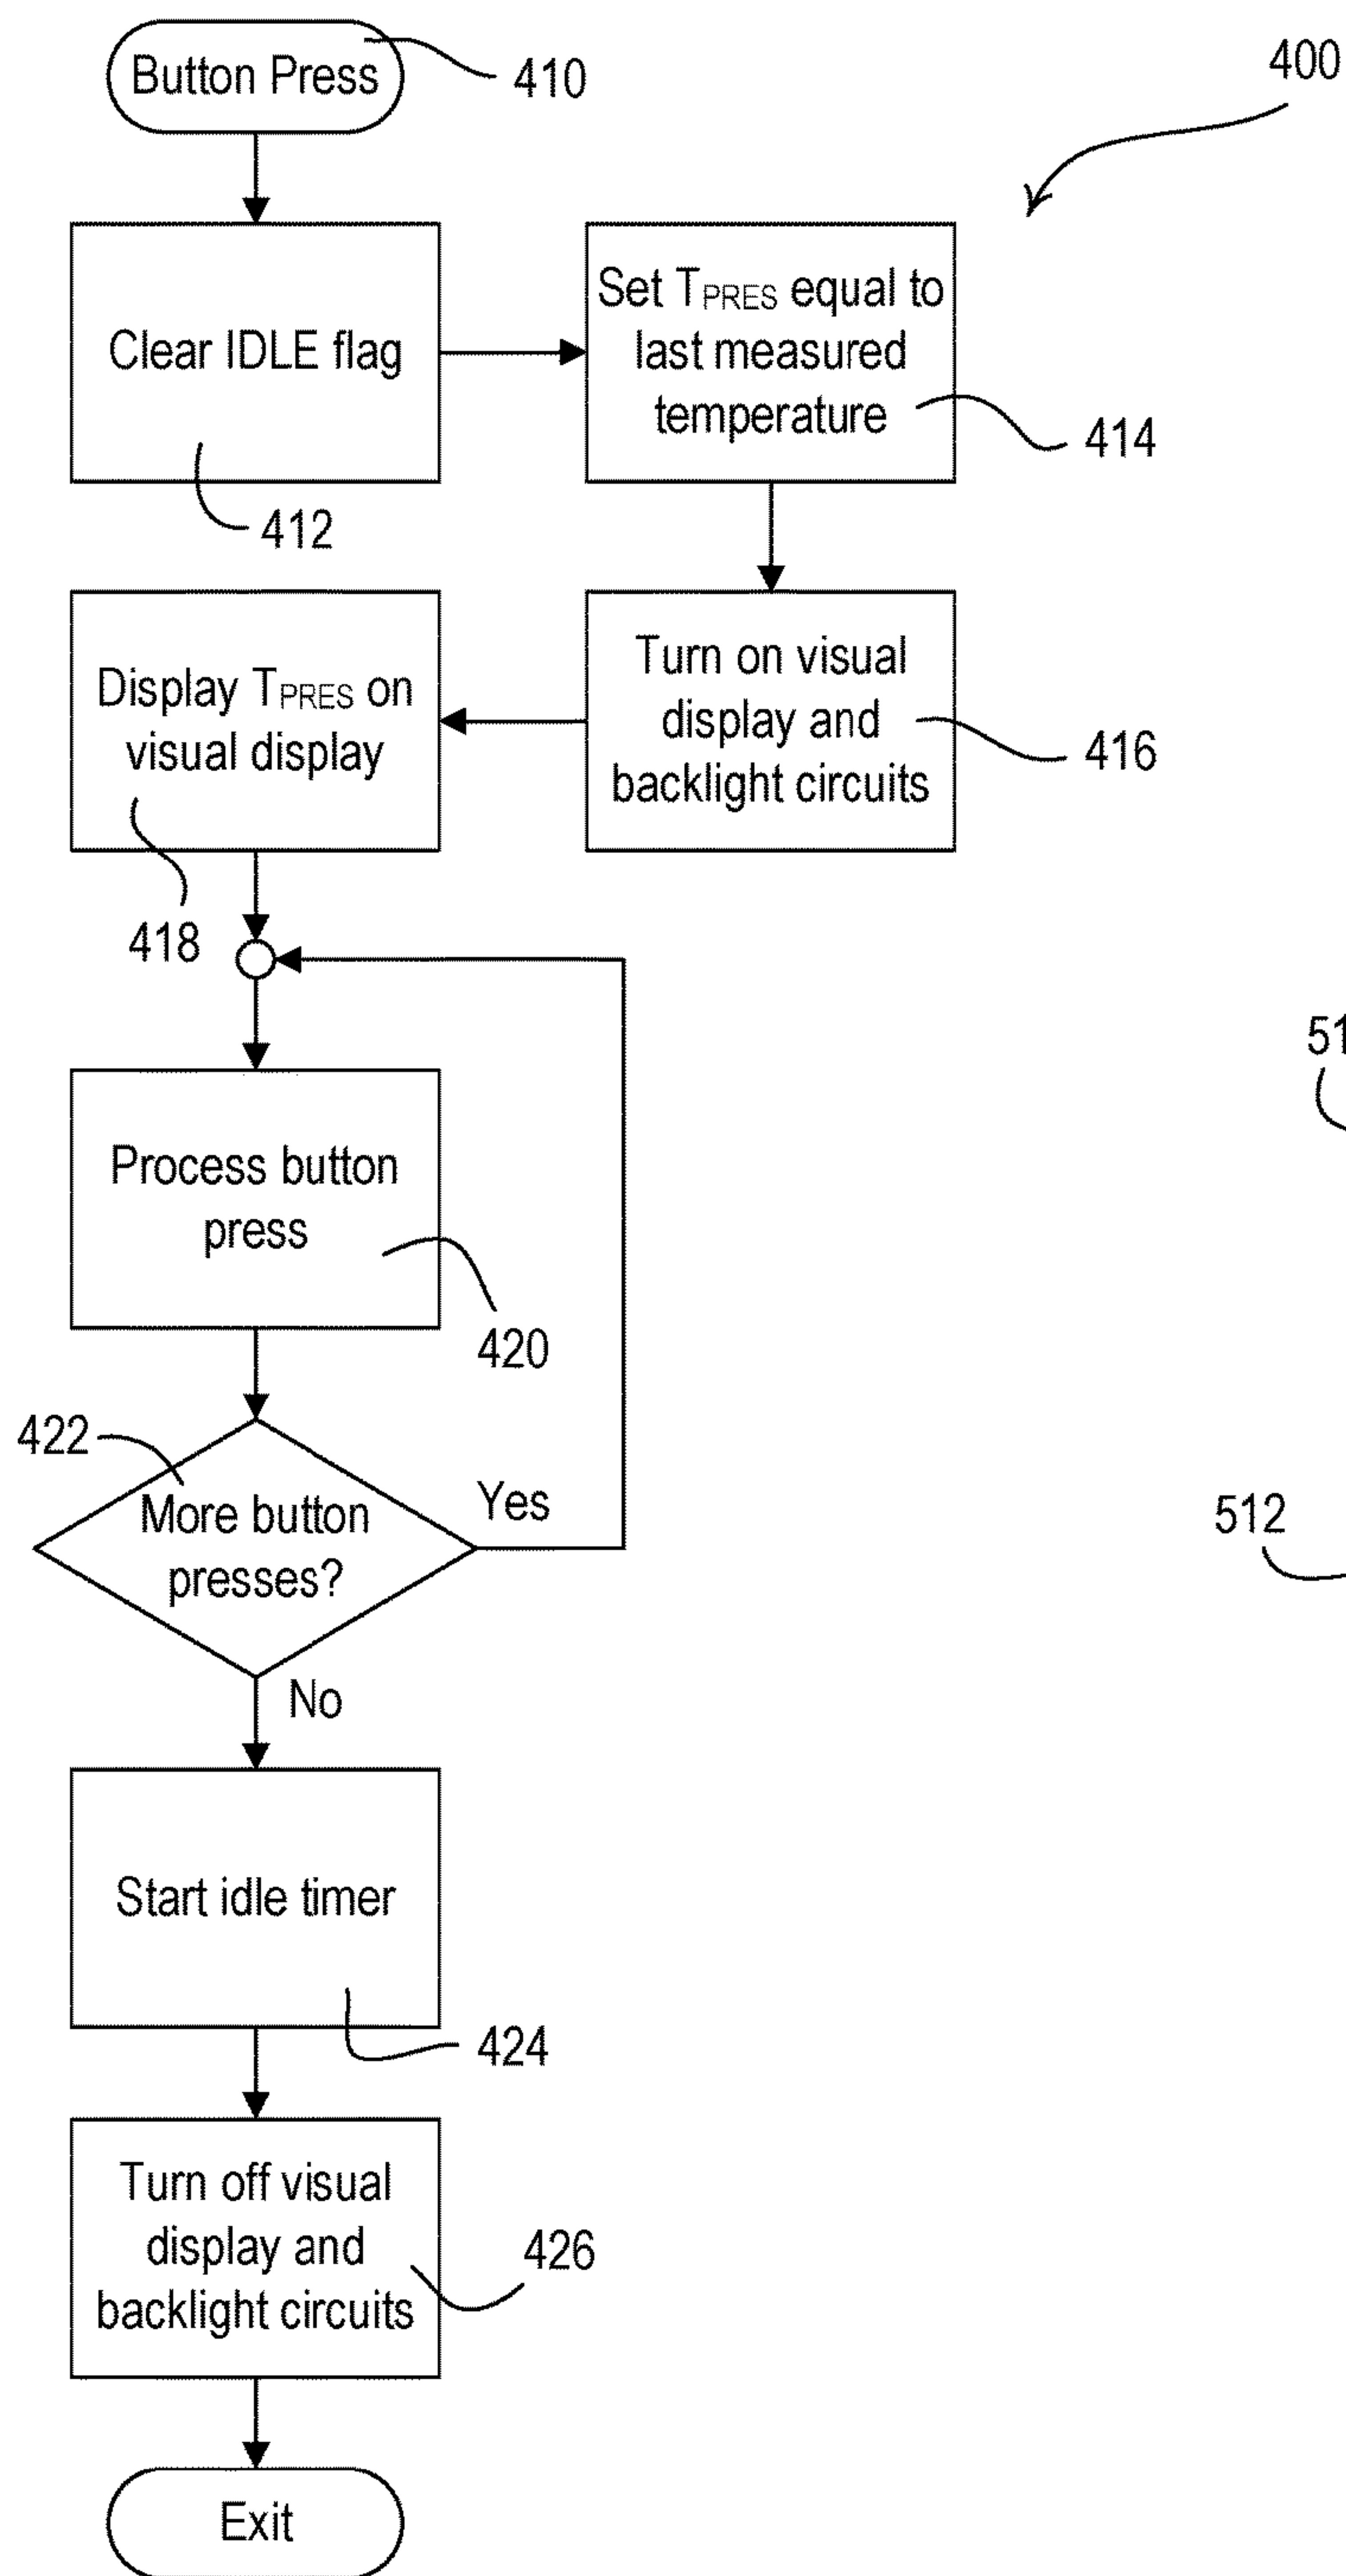 Button Press
410
400
Clear IDLE flag
412
Set TPRES equal to
last measured
temperature
414
Turn on visual
display and
backlight circuits
416
Display TPRES on
visual display
418
Process button
press
420
422
More button
presses?
Yes
No
Start idle timer
424
Turn off visual
display and
backlight circuits
426
Exit
512